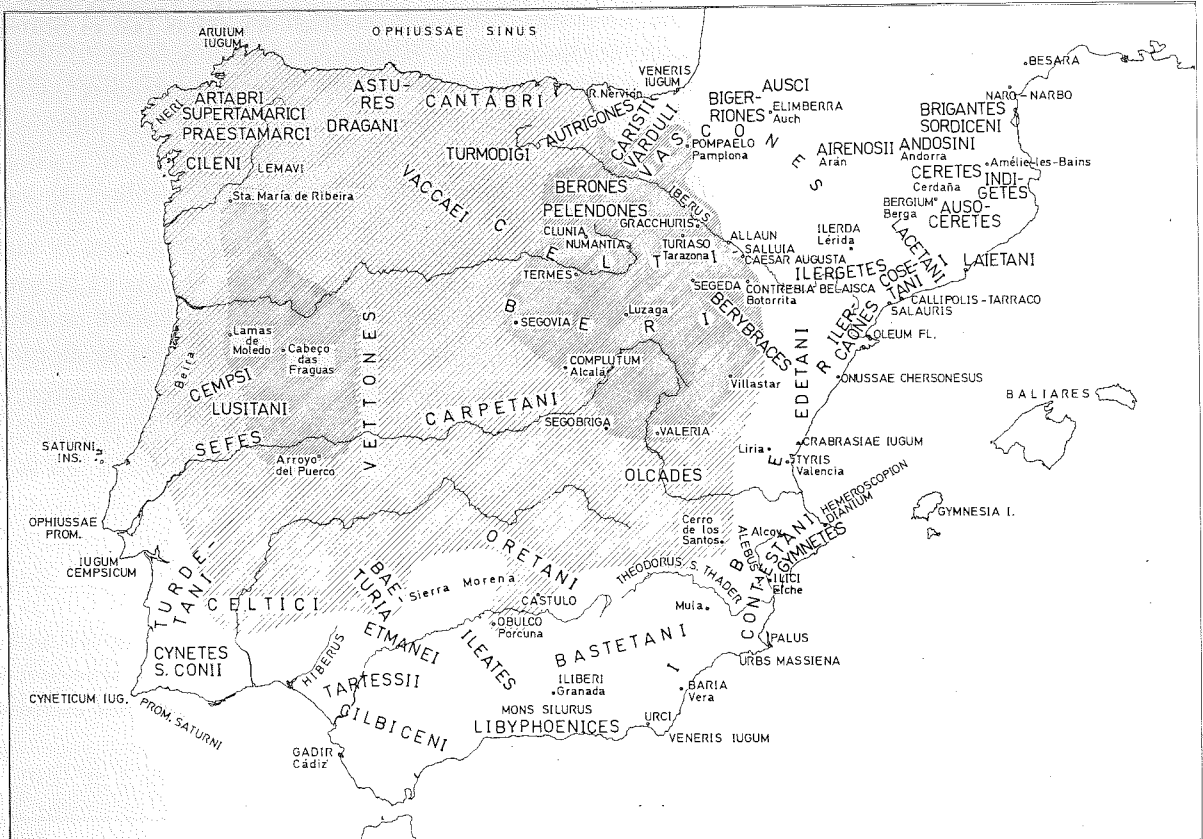 OPHIUSSAE SINUS
ARUIUM
IUGUM
NERI
ARTABRI
SUPERTAMARICI
PRAESTAMARCI
CILENI
LEMAVI
Sta. María de Ribeira
ASTU-
RES
DRAGANI
CANTABRI
TURMODIGI
VACCAEI
R. Nervión
VENERIS
IUGUM
AUTRIGONES
CARISTI
VARDULI
VASCONES
POMPAELO
Pamplona
BIGER-
RIONES
AUSCI
ELIMBERRA
Auch
AIRENOSII
Arán
ANDOSINI
Andorra
BESARA
NARO-NARBO
BRIGANTES
SORDICENI
Amélie-les-Bains
CERETES
Cerdaña
INDI-
GETES
BERGIUM
Berga
AUSO-
CERETES
LACETANI
LAIETANI
COSE-
TANI
ILERDA
Lérida
ILERGETES
CALLIPOLIS-TARRACO
SALAURIS
ILER-
CAONES
OLEUM FL.
ONUSSAE CHERSONESUS
BALIARES
GYMNESIA I.
BERONES
PELENDONES
IBERUS
GRACCHURIS
CLUNIA
NUMANTIA
TURIASO
Tarazona
ALLAUN
SALLUIA
CAESAR AUGUSTA
TERMES
SEGEDA
CONTREBIA BELAISCA
Botorrita
CELTIBERI
SEGOVIA
Luzaga
BERYBRACES
COMPLUTUM
Alcalá
Villastar
EDETANI
CARPETANI
SEGOBRIGA
VALERIA
OLCADES
Liria
CRABRASIAE IUGUM
STYRIS
Valencia
VETTONES
Lamas
de
Moledo
Cabeço
das
Fraguas
Beira
CEMPSI
LUSITANI
SEFES
Arroyo
del Puerco
SATURNI
INS.
OPHIUSSAE
PROM.
IUGUM
CEMPSICUM
TURDE-
TANI
CELTICI
BAE-
TURIA
Sierra Morena
ORETANI
CASTULO
OBULCO
Porcuna
Cerro
de los
Santos
THEODORUS S. THADER
ALEBUS
Alcoy
HEMEROSCOPION
DIANIUM
GYMNETES
CONTESTANI
ILICI
Elche
Mula
PALUS
URBS MASSIENA
IBERI
CYNETES
S. CONII
HIBERUS
ETMANEI
ILEATES
BASTETANI
TARTESSII
CILBICENI
ILIBERI
Granada
BARIA
Vera
MONS SILURUS
LIBYPHOENICES
URCI
VENERIS IUGUM
CYNETICUM IUG.
PROM. SATURNI
GADIR
Cádiz